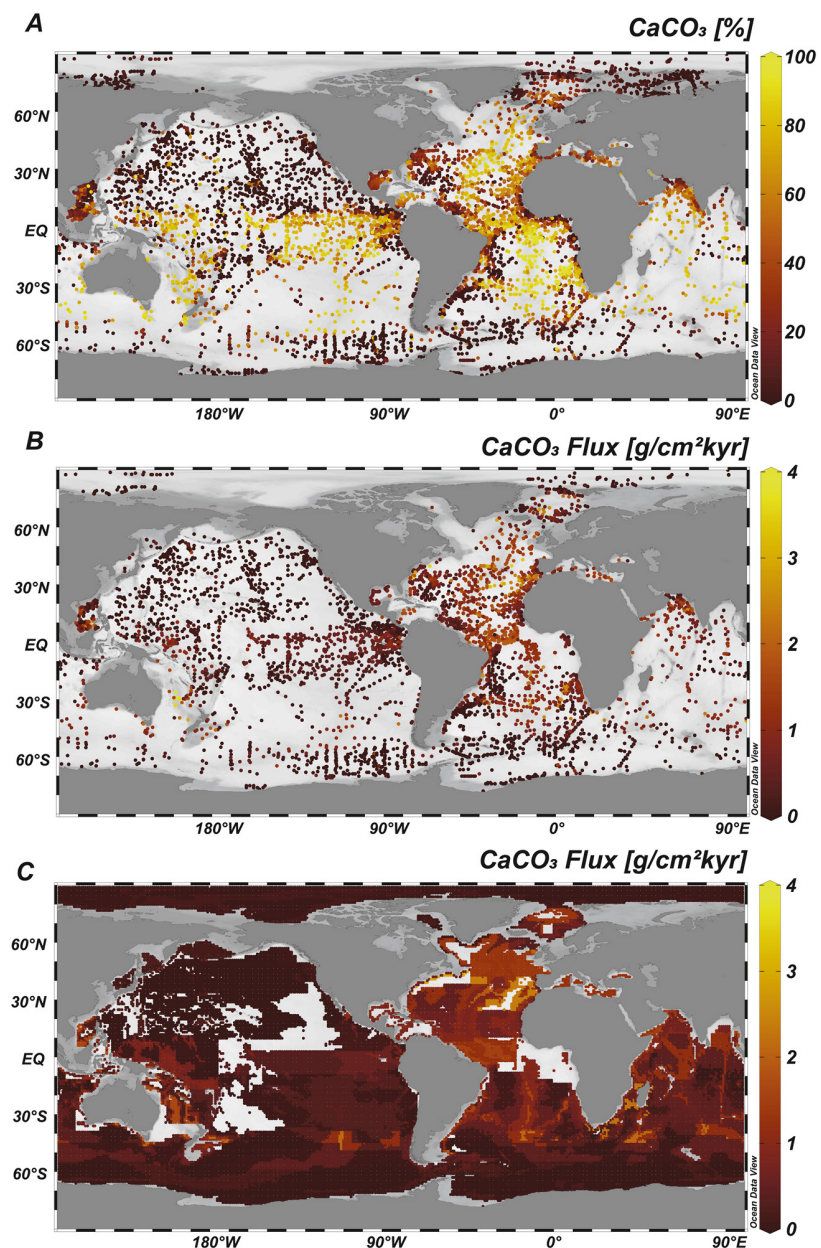 A
CaCO₃ [%]
60°N
30°N
EQ
30°S
60°S
180°W
90°W
0°
90°E
100
80
60
40
20
0
Ocean Data View
B
CaCO₃ Flux [g/cm²kyr]
60°N
30°N
EQ
30°S
60°S
180°W
90°W
0°
90°E
4
3
2
1
0
Ocean Data View
C
CaCO₃ Flux [g/cm²kyr]
60°N
30°N
EQ
30°S
60°S
180°W
90°W
0°
90°E
4
3
2
1
0
Ocean Data View